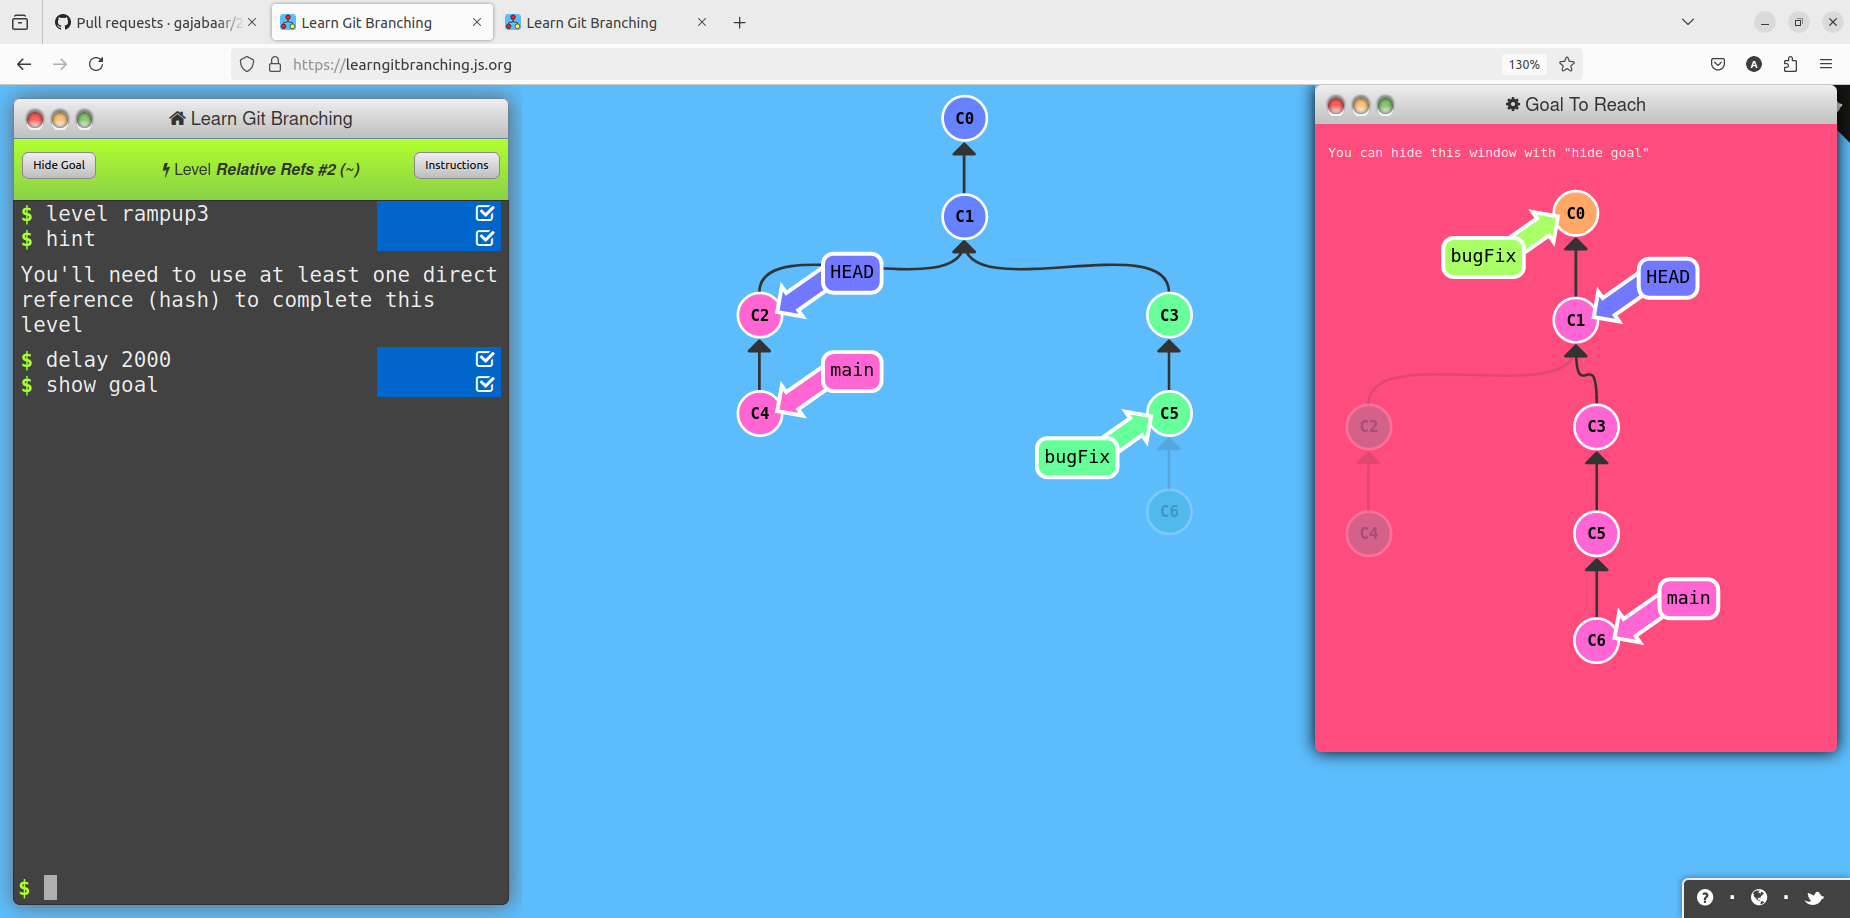 Pull requests · gajabaar/2
Learn Git Branching
Learn Git Branching
https://learngitbranching.js.org
130%
A
Learn Git Branching
Hide Goal
Level Relative Refs #2 (~)
Instructions
$ level rampup3
$ hint
You'll need to use at least one direct
reference (hash) to complete this
level
$ delay 2000
$ show goal
$
C0
C1
HEAD
C2
C3
main
C4
C5
bugFix
C6
Goal To Reach
You can hide this window with "hide goal"
C0
bugFix
HEAD
C1
C2
C3
C4
C5
main
C6